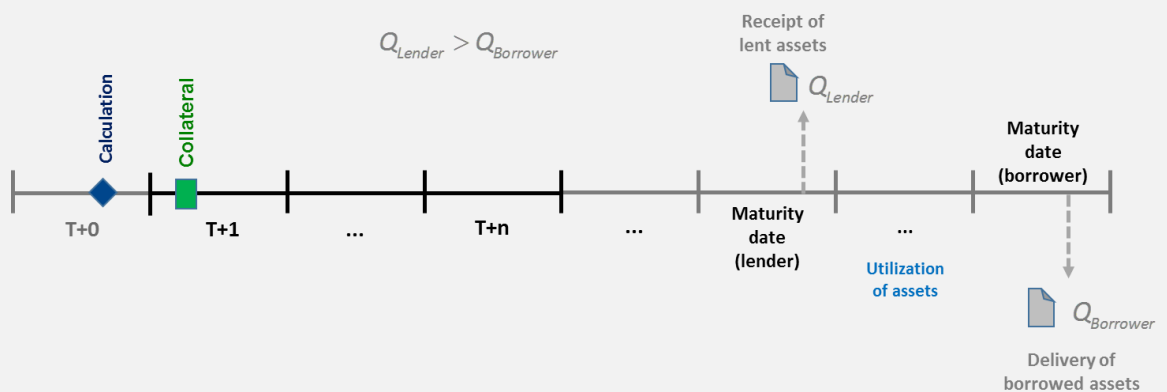 Receipt of
lent assets
Q_Lender > Q_Borrower
Q_Lender
Calculation
Collateral
Maturity
date
(borrower)
T+0
T+1
...
T+n
...
Maturity
date
(lender)
...
Utilization
of assets
Q_Borrower
Delivery of
borrowed assets